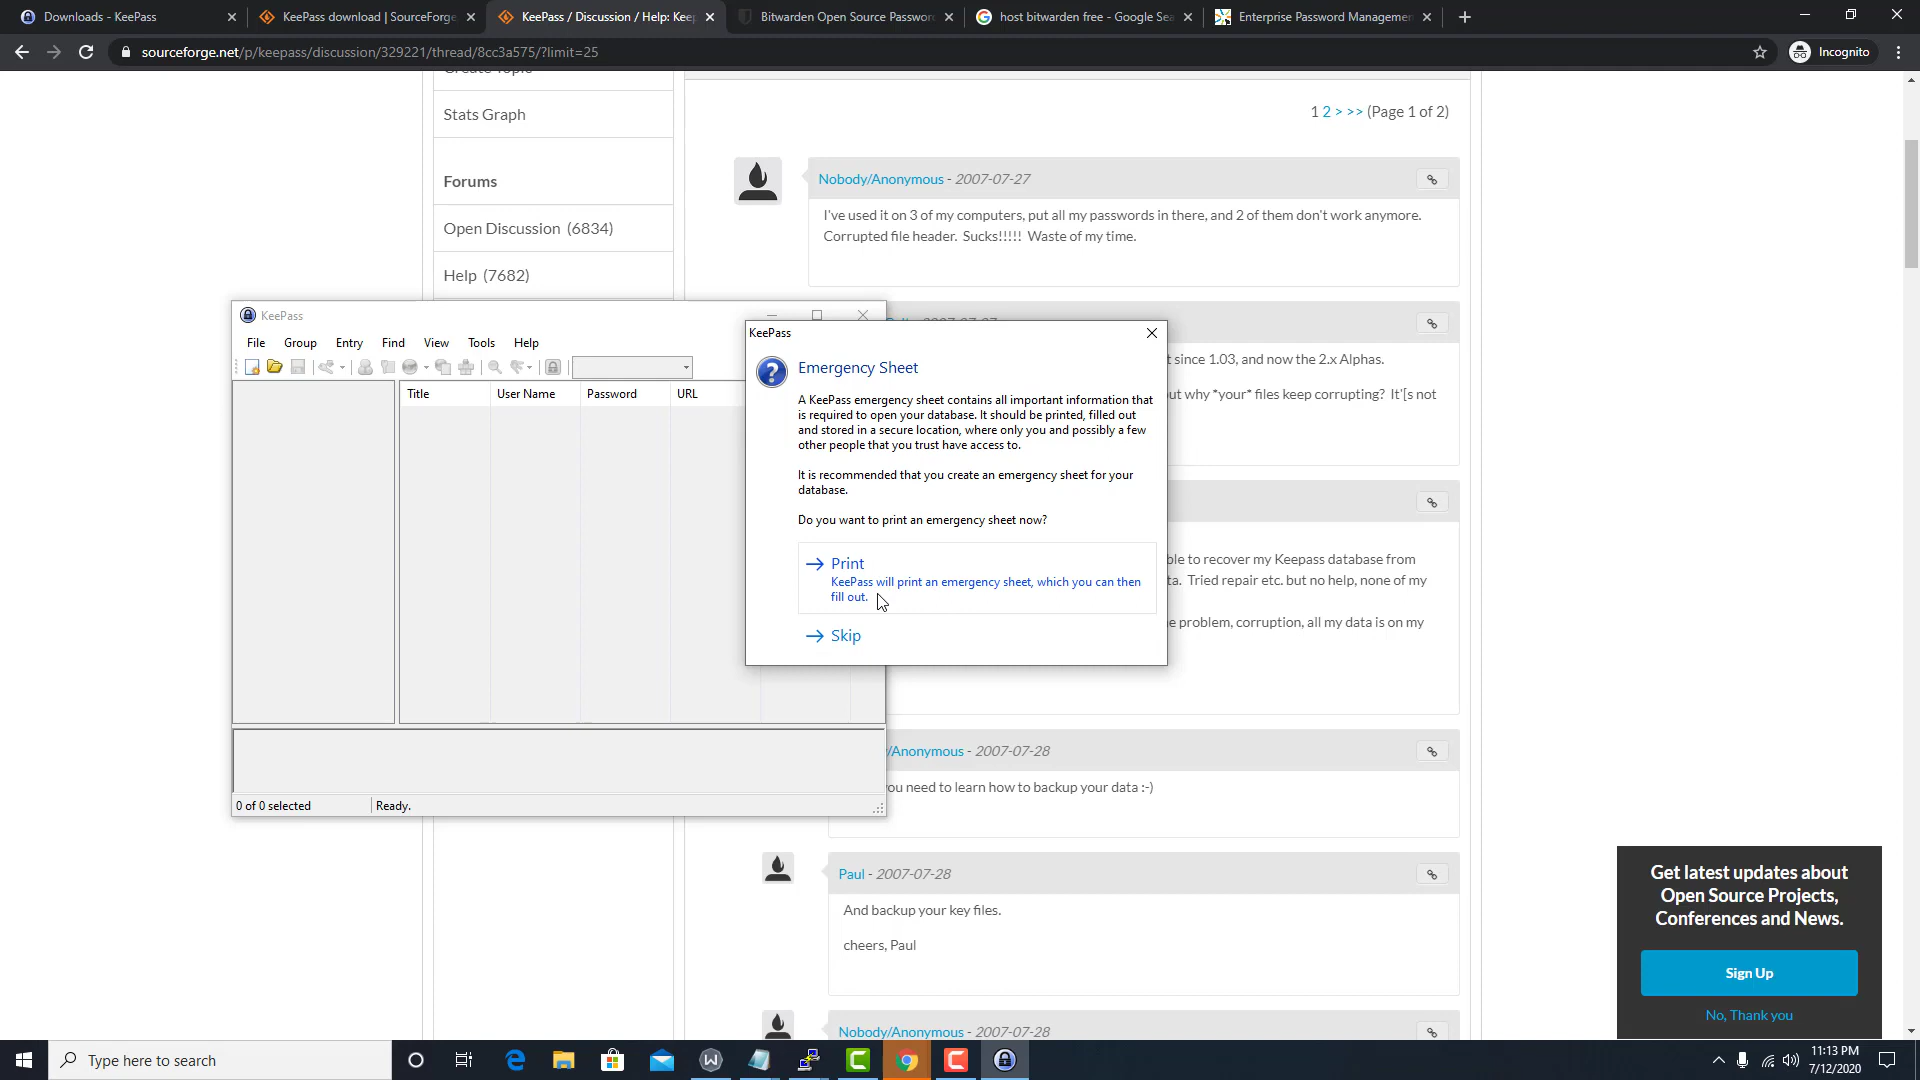 Downloads - KeePass
KeePass download | SourceForge
KeePass / Discussion / Help: Kee
Bitwarden Open Source Passwor
host bitwarden free - Google Sea
Enterprise Password Managemen
sourceforge.net/p/keepass/discussion/329221/thread/8cc3a575/?limit=25
Incognito
Create Topic
Stats Graph
Forums
Open Discussion (6834)
Help (7682)
1 2 > >> (Page 1 of 2)
Nobody/Anonymous - 2007-07-27
I've used it on 3 of my computers, put all my passwords in there, and 2 of them don't work anymore.
Corrupted file header. Sucks!!!!! Waste of my time.
t since 1.03, and now the 2.x Alphas.
ut why *your* files keep corrupting? It'[s not
ble to recover my Keepass database from
ta. Tried repair etc. but no help, none of my
e problem, corruption, all my data is on my
/Anonymous - 2007-07-28
ou need to learn how to backup your data :-)
Paul - 2007-07-28
And backup your key files.
cheers, Paul
Nobody/Anonymous - 2007-07-28
KeePass
File Group Entry Find View Tools Help
Title User Name Password URL
0 of 0 selected
Ready.
KeePass
Emergency Sheet
A KeePass emergency sheet contains all important information that
is required to open your database. It should be printed, filled out
and stored in a secure location, where only you and possibly a few
other people that you trust have access to.
It is recommended that you create an emergency sheet for your
database.
Do you want to print an emergency sheet now?
Print
KeePass will print an emergency sheet, which you can then
fill out.
Skip
Get latest updates about
Open Source Projects,
Conferences and News.
Sign Up
No, Thank you
Type here to search
11:13 PM
7/12/2020